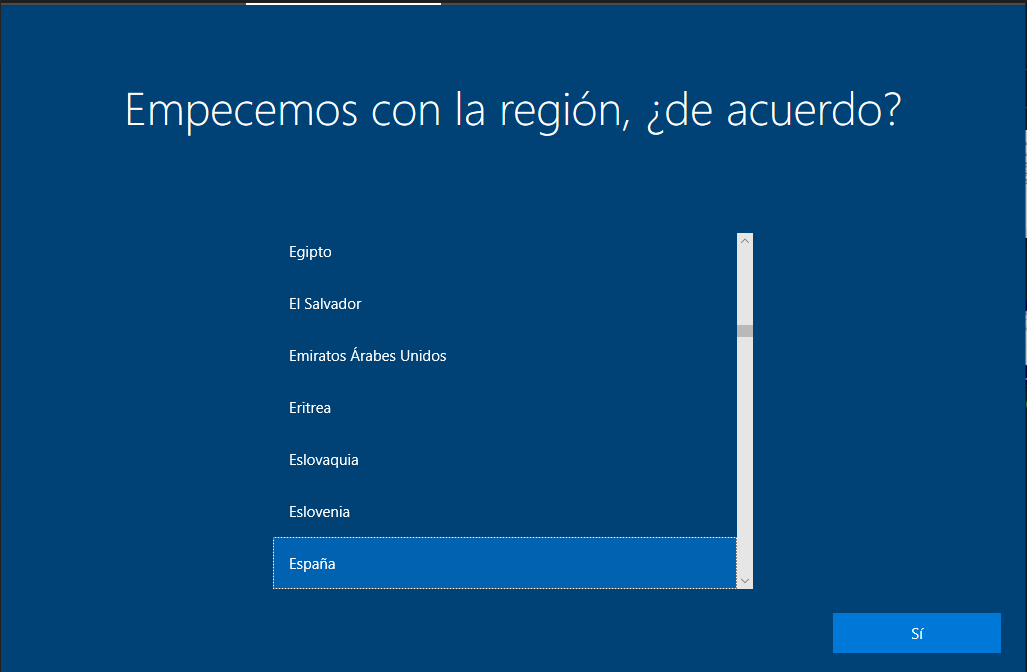 Empecemos con la región, ¿de acuerdo?
Egipto
El Salvador
Emiratos Árabes Unidos
Eritrea
Eslovaquia
Eslovenia
España
Sí